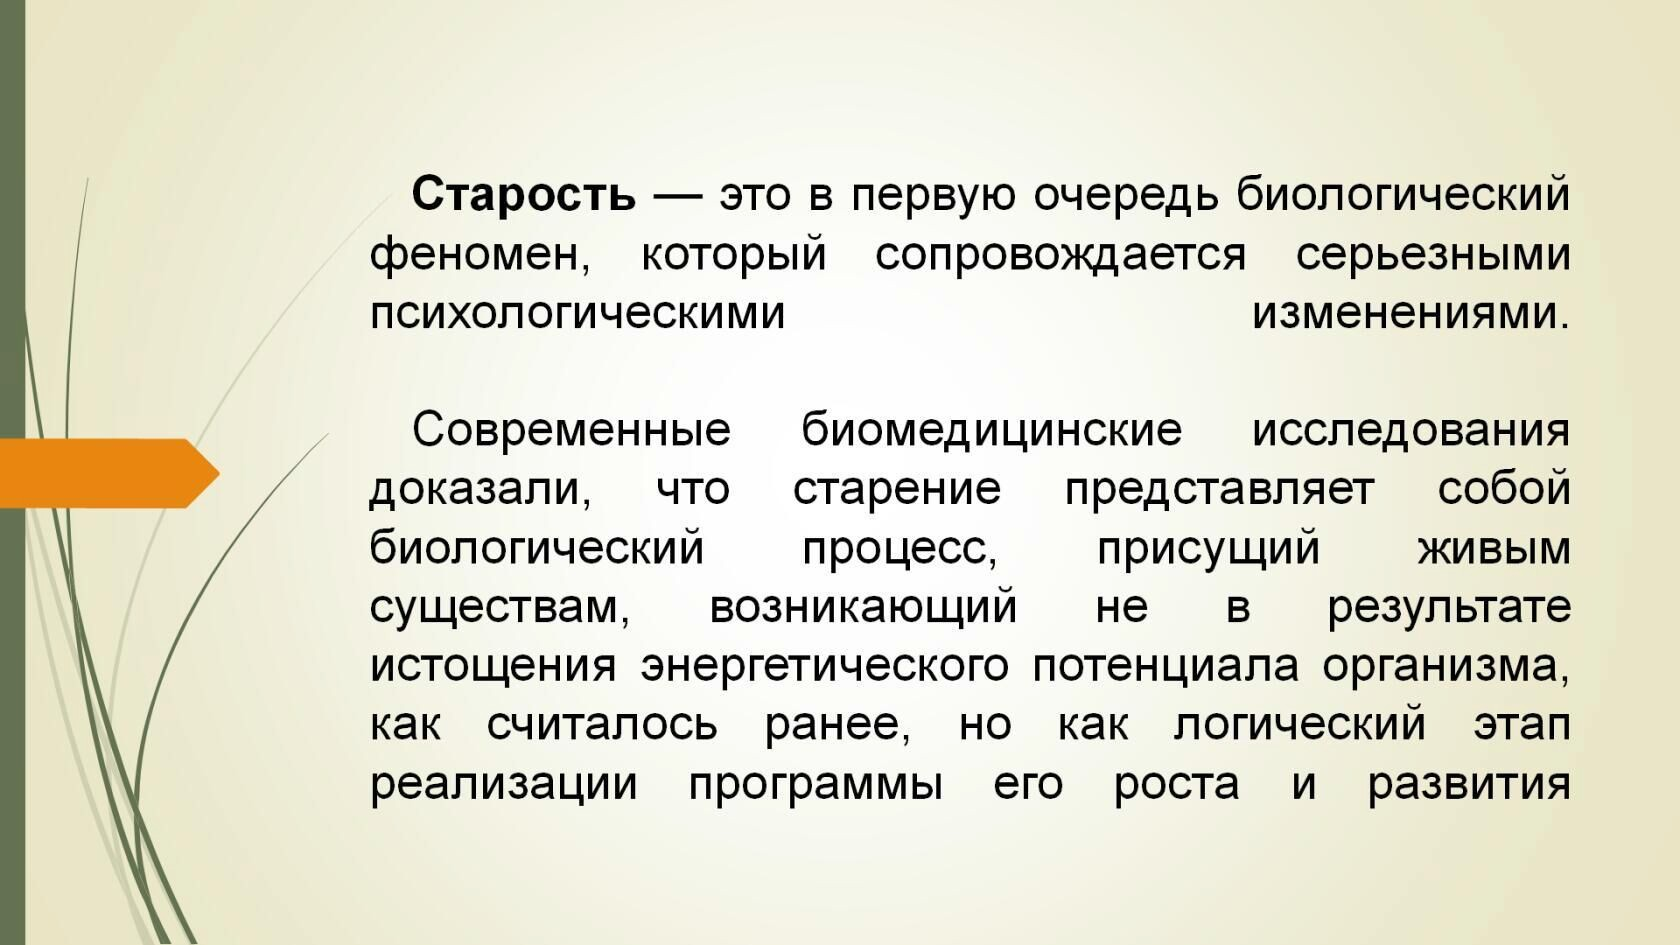 Старость — это в первую очередь биологический
феномен, который сопровождается серьезными
психологическими изменениями.
Современные биомедицинские исследования
доказали, что старение представляет собой
биологический процесс, присущий живым
существам, возникающий не в результате
истощения энергетического потенциала организма,
как считалось ранее, но как логический этап
реализации программы его роста и развития